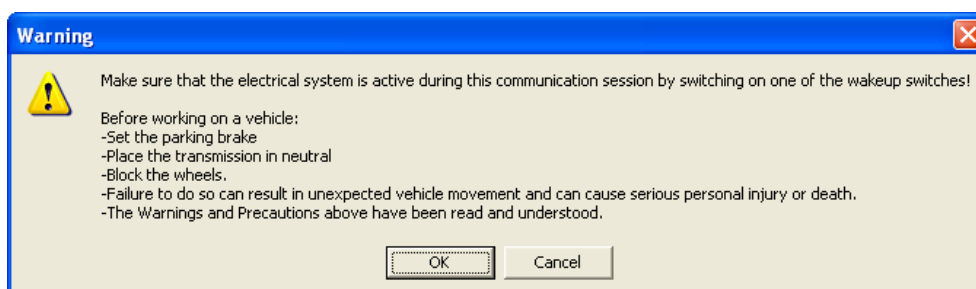 Warning
Make sure that the electrical system is active during this communication session by switching on one of the wakeup switches!
Before working on a vehicle:
-Set the parking brake
-Place the transmission in neutral
-Block the wheels.
-Failure to do so can result in unexpected vehicle movement and can cause serious personal injury or death.
-The Warnings and Precautions above have been read and understood.
OK
Cancel